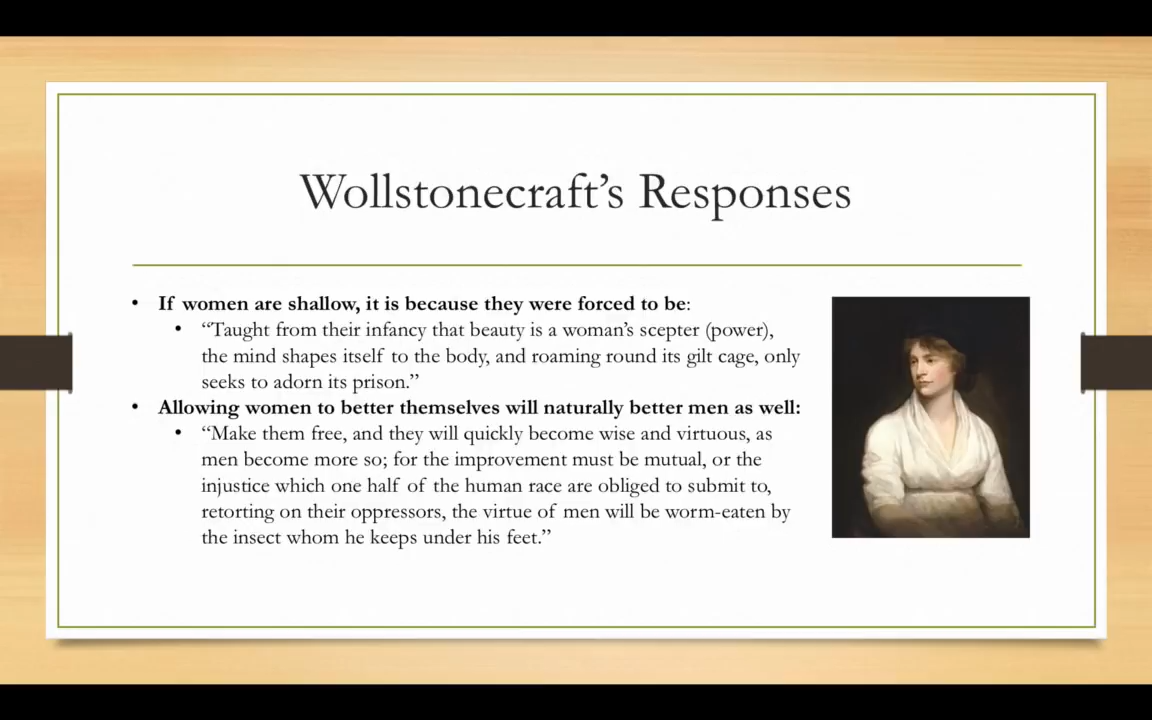 Wollstonecraft’s Responses
• If women are shallow, it is because they were forced to be:
• “Taught from their infancy that beauty is a woman’s scepter (power),
the mind shapes itself to the body, and roaming round its gilt cage, only
seeks to adorn its prison.”
• Allowing women to better themselves will naturally better men as well:
• “Make them free, and they will quickly become wise and virtuous, as
men become more so; for the improvement must be mutual, or the
injustice which one half of the human race are obliged to submit to,
retorting on their oppressors, the virtue of men will be worm-eaten by
the insect whom he keeps under his feet.”